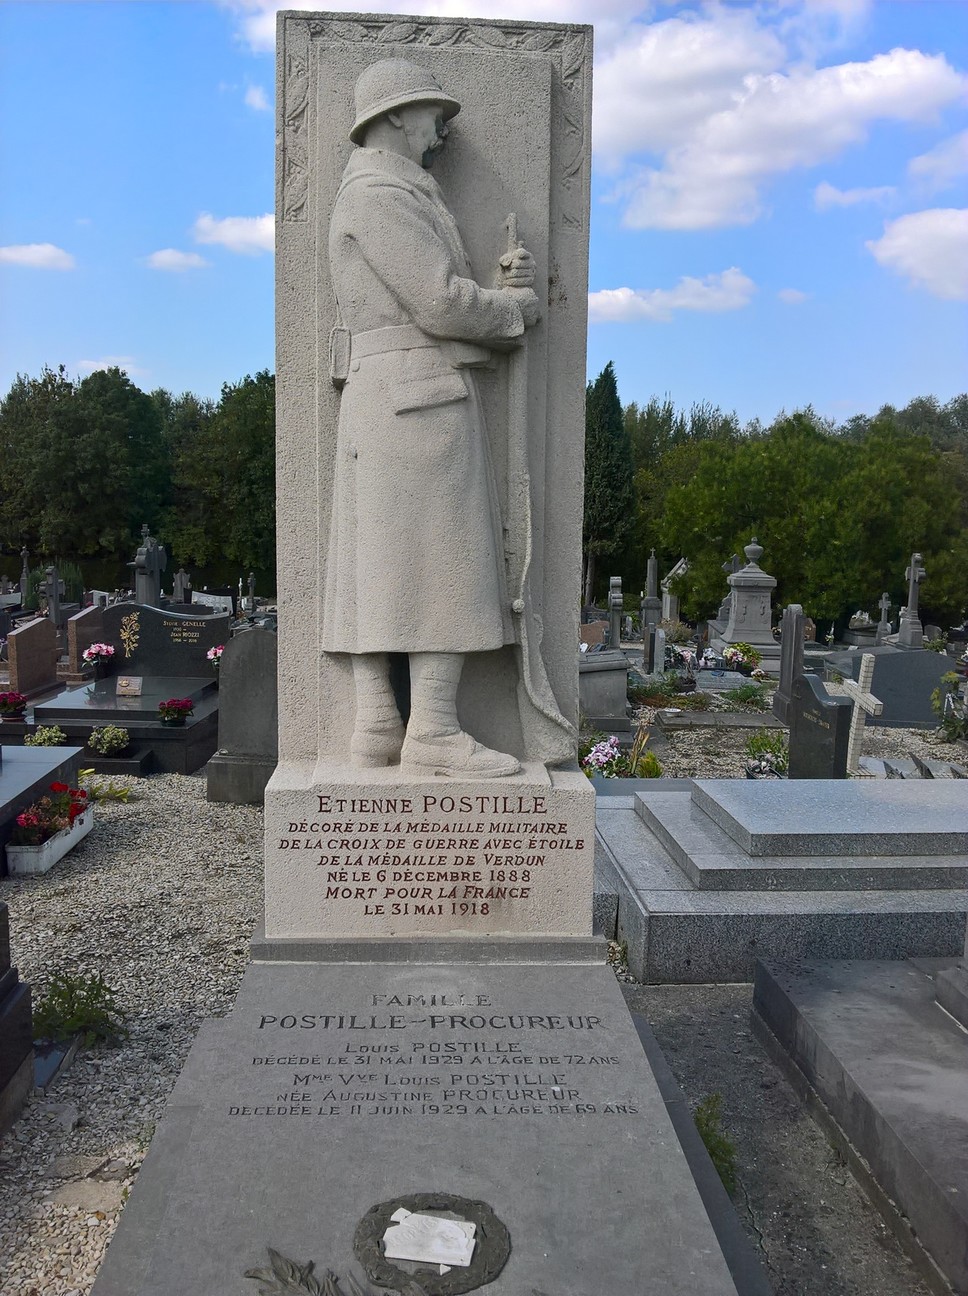 ETIENNE POSTILLE
DÉCORÉ DE LA MÉDAILLE MILITAIRE
DE LA CROIX DE GUERRE AVEC ÉTOILE
DE LA MÉDAILLE DE VERDUN
NÉ LE 6 DÉCEMBRE 1888
MORT POUR LA FRANCE
LE 31 MAI 1918
FAMILLE
POSTILLE-PROCUREUR
LOUIS POSTILLE
DÉCÉDÉ LE 31 MAI 1929 A L'ÂGE DE 72 ANS
MME VVE LOUIS POSTILLE
NÉE AUGUSTINE PROCUREUR
DÉCÉDÉE LE 11 JUIN 1929 A L'ÂGE DE 69 ANS